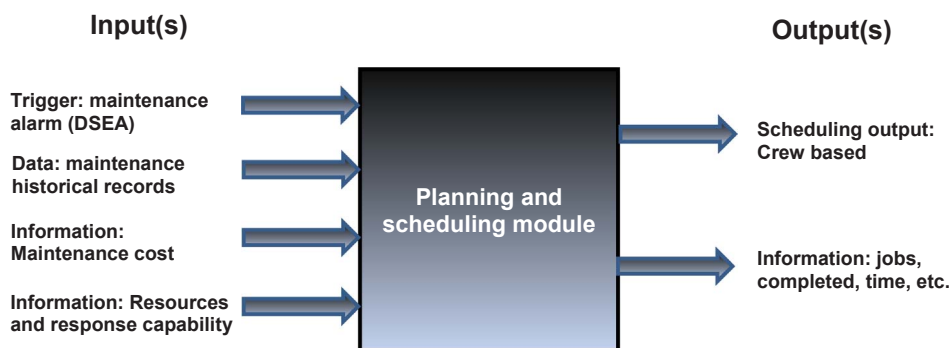 Input(s)
Trigger: maintenance
alarm (DSEA)
Data: maintenance
historical records
Information:
Maintenance cost
Information: Resources
and response capability
Planning and
scheduling module
Output(s)
Scheduling output:
Crew based
Information: jobs,
completed, time, etc.